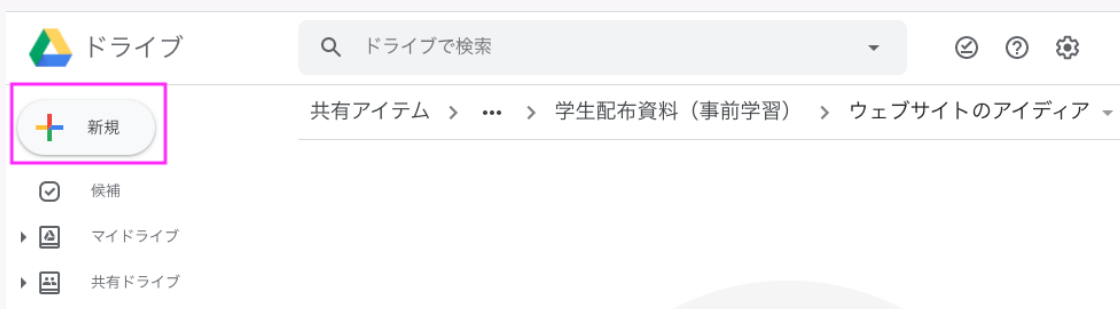 ドライブ
ドライブで検索
共有アイテム > ••• > 学生配布資料（事前学習） > ウェブサイトのアイディア
新規
候補
マイドライブ
共有ドライブ